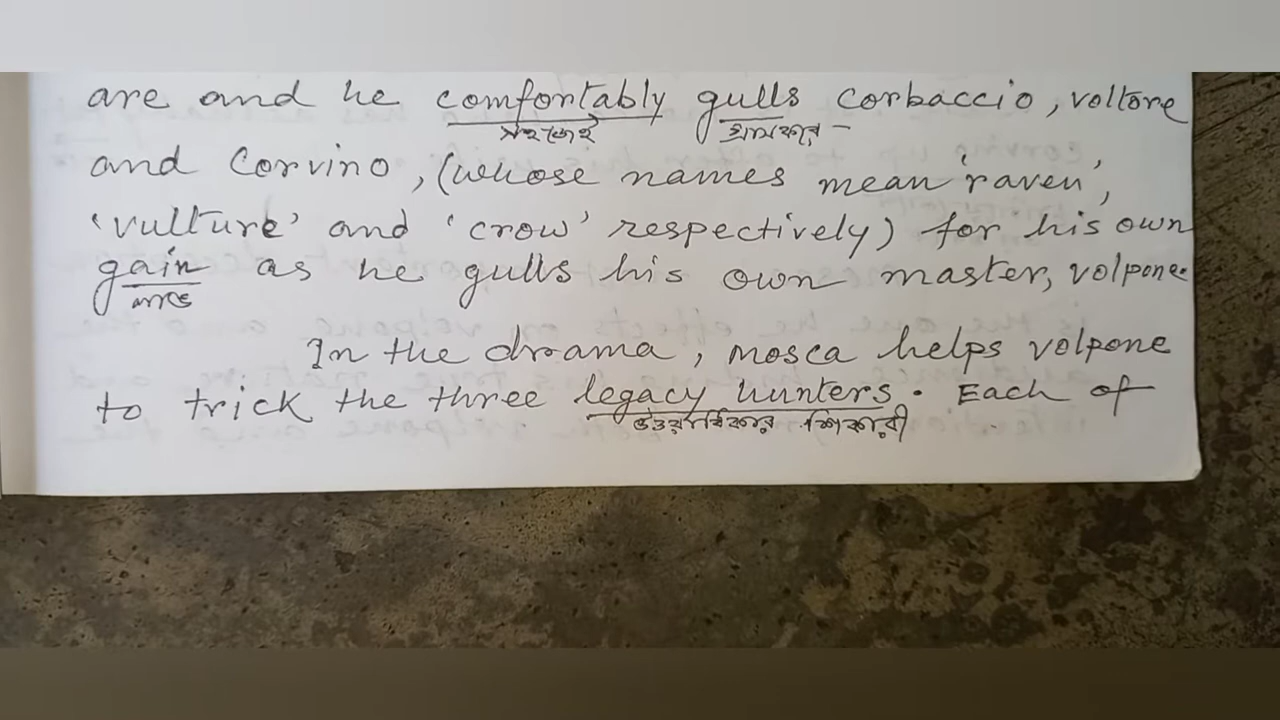 are and he comfortably gulls corbaccio, voltore
সহজেই
and Corvino, (whose names mean 'raven',
'vulture' and 'crow' respectively) for his own
gain as he gulls his own master, volpone.
লাভ
In the drama, mosca helps volpone
to trick the three legacy hunters. Each of
উত্তরাধিকার শিকারী